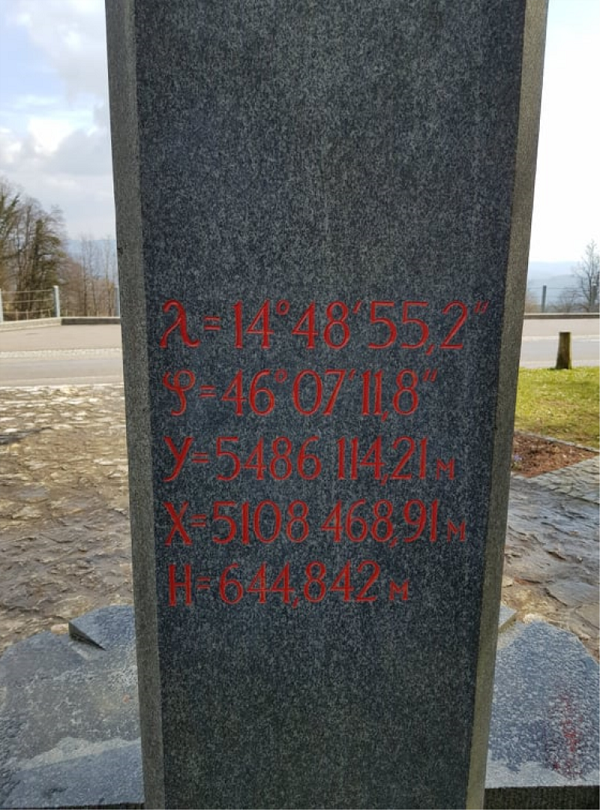 λ=14°48'55,2"
φ=46°07'11,8"
У=5486 114,21 м
Х=5108 468,91 м
Н=644,842 м